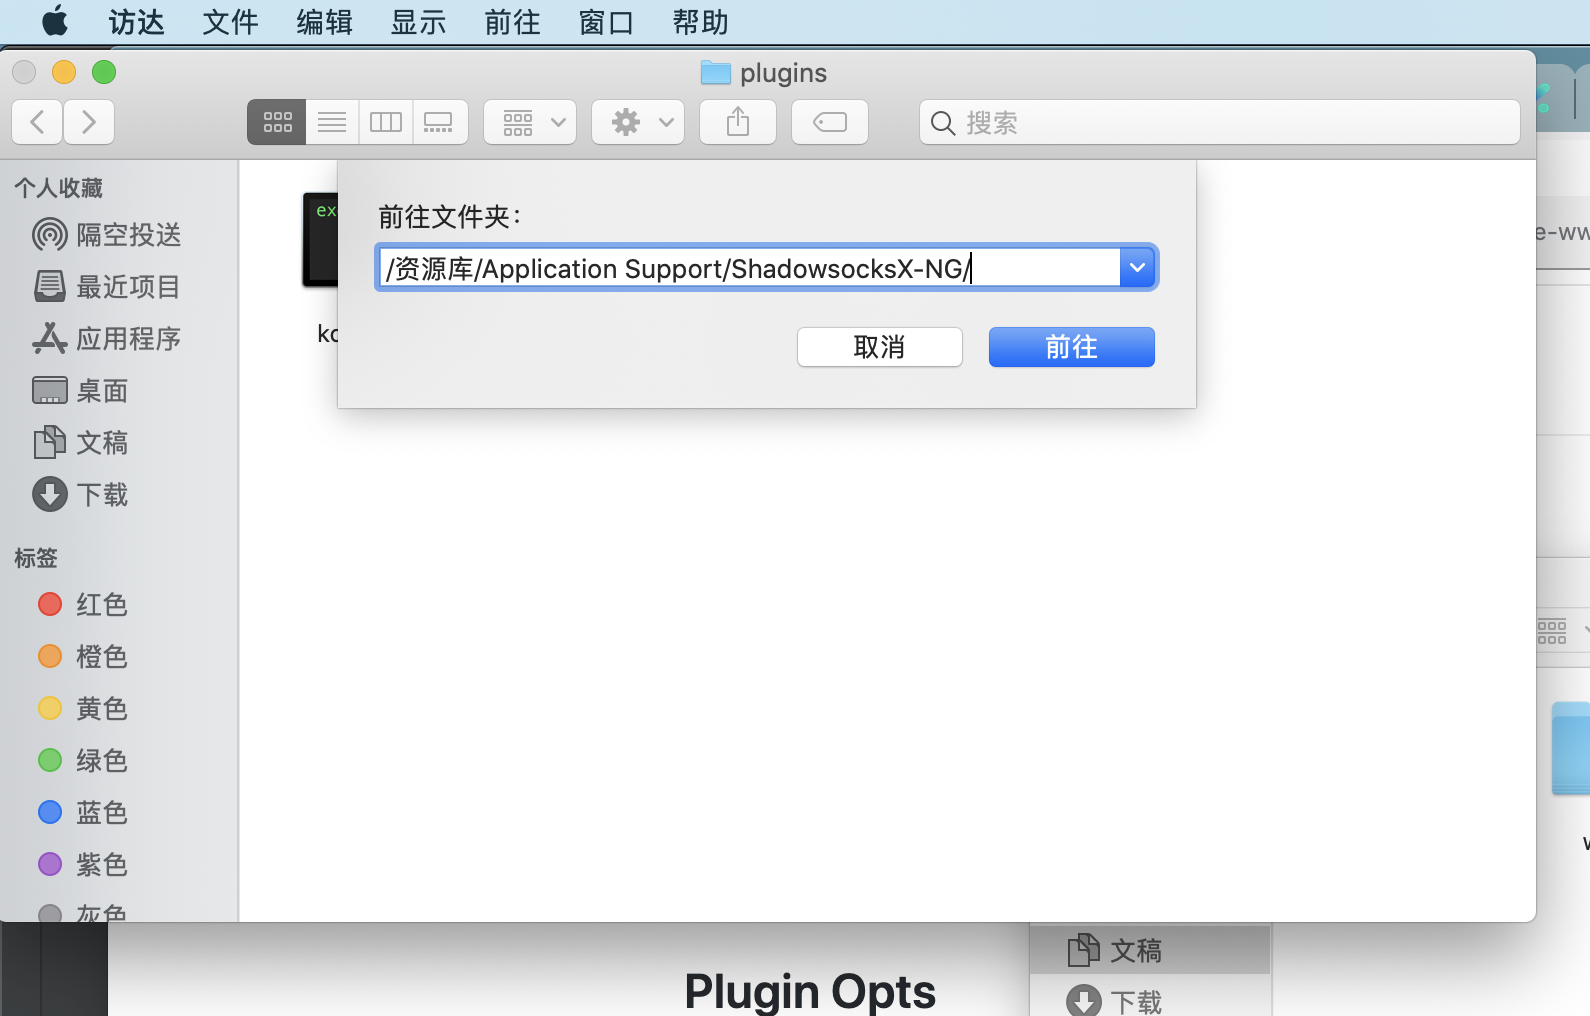 访达 文件 编辑 显示 前往 窗口 帮助
plugins
搜索
个人收藏
隔空投送
最近项目
应用程序
桌面
文稿
下载
标签
红色
橙色
黄色
绿色
蓝色
紫色
灰色
ex
前往文件夹：
/资源库/Application Support/ShadowsocksX-NG/
取消 前往
e-ww
Plugin Opts
文稿
下载